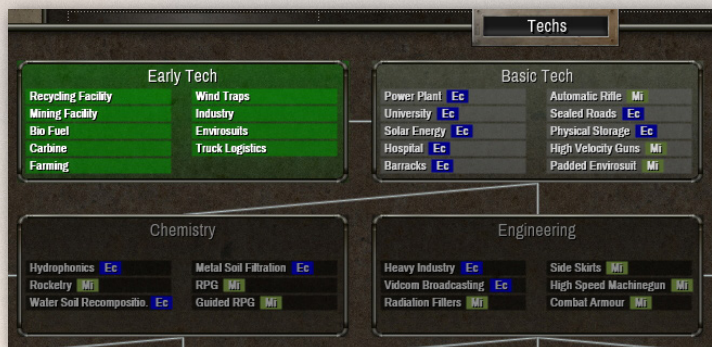 Techs
Early Tech
Recycling Facility
Mining Facility
Bio Fuel
Carbine
Farming
Wind Traps
Industry
Envirosuits
Truck Logistics
Basic Tech
Power Plant Ec
University Ec
Solar Energy Ec
Hospital Ec
Barracks Ec
Automatic Rifle Mi
Sealed Roads Ec
Physical Storage Ec
High Velocity Guns Mi
Padded Envirosuit Mi
Chemistry
Hydrophonics Ec
Rocketry Mi
Water Soil Recompositio. Ec
Metal Soil Filtration Ec
RPG Mi
Guided RPG Mi
Engineering
Heavy Industry Ec
Vidcom Broadcasting Ec
Radiation Fillers Mi
Side Skirts Mi
High Speed Machinegun Mi
Combat Armour Mi